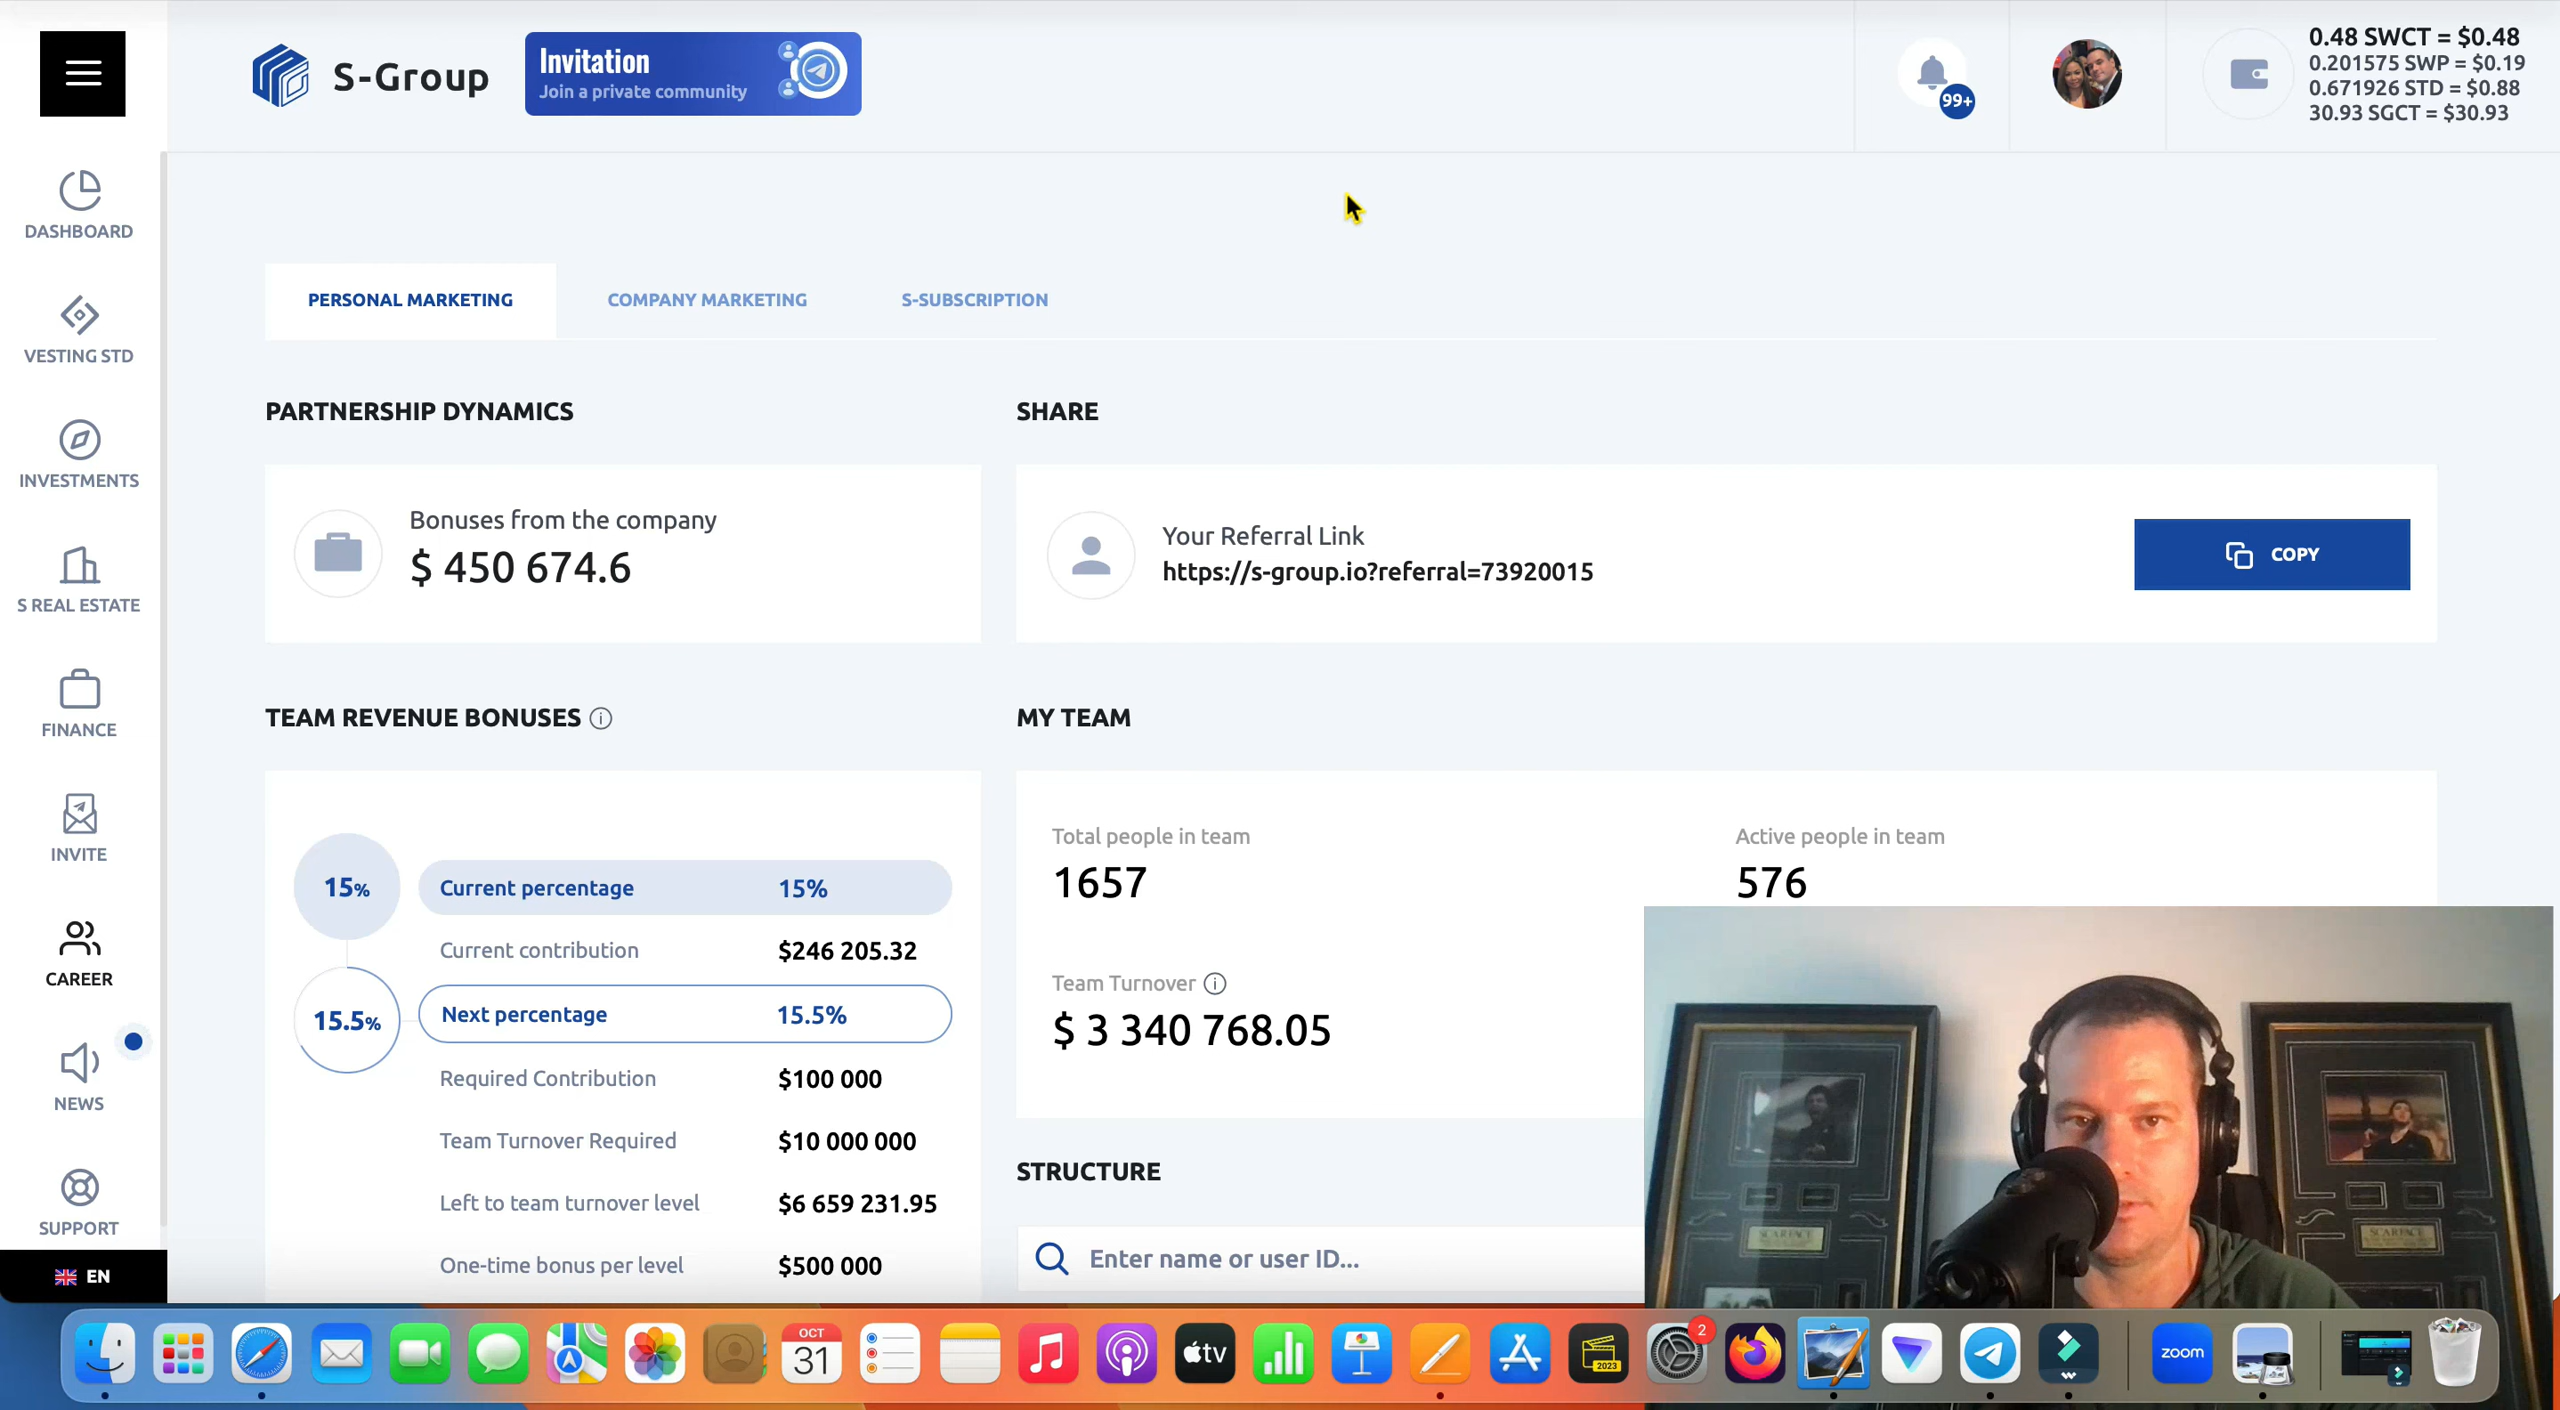 S-Group
Invitation
Join a private community
99+
0.48 SWCT = $0.48
0.201575 SWP = $0.19
0.671926 STD = $0.88
30.93 SGCT = $30.93
DASHBOARD
VESTING STD
INVESTMENTS
S REAL ESTATE
FINANCE
INVITE
CAREER
NEWS
SUPPORT
EN
PERSONAL MARKETING
COMPANY MARKETING
S-SUBSCRIPTION
PARTNERSHIP DYNAMICS
Bonuses from the company
$ 450 674.6
SHARE
Your Referral Link
https://s-group.io?referral=73920015
COPY
TEAM REVENUE BONUSES
15%
Current percentage 15%
Current contribution $246 205.32
15.5%
Next percentage 15.5%
Required Contribution $100 000
Team Turnover Required $10 000 000
Left to team turnover level $6 659 231.95
One-time bonus per level $500 000
MY TEAM
Total people in team
1657
Active people in team
576
Team Turnover
$ 3 340 768.05
STRUCTURE
Enter name or user ID...
SCARFACE
SCARFACE
OCT
31
tv
2023
2
zoom